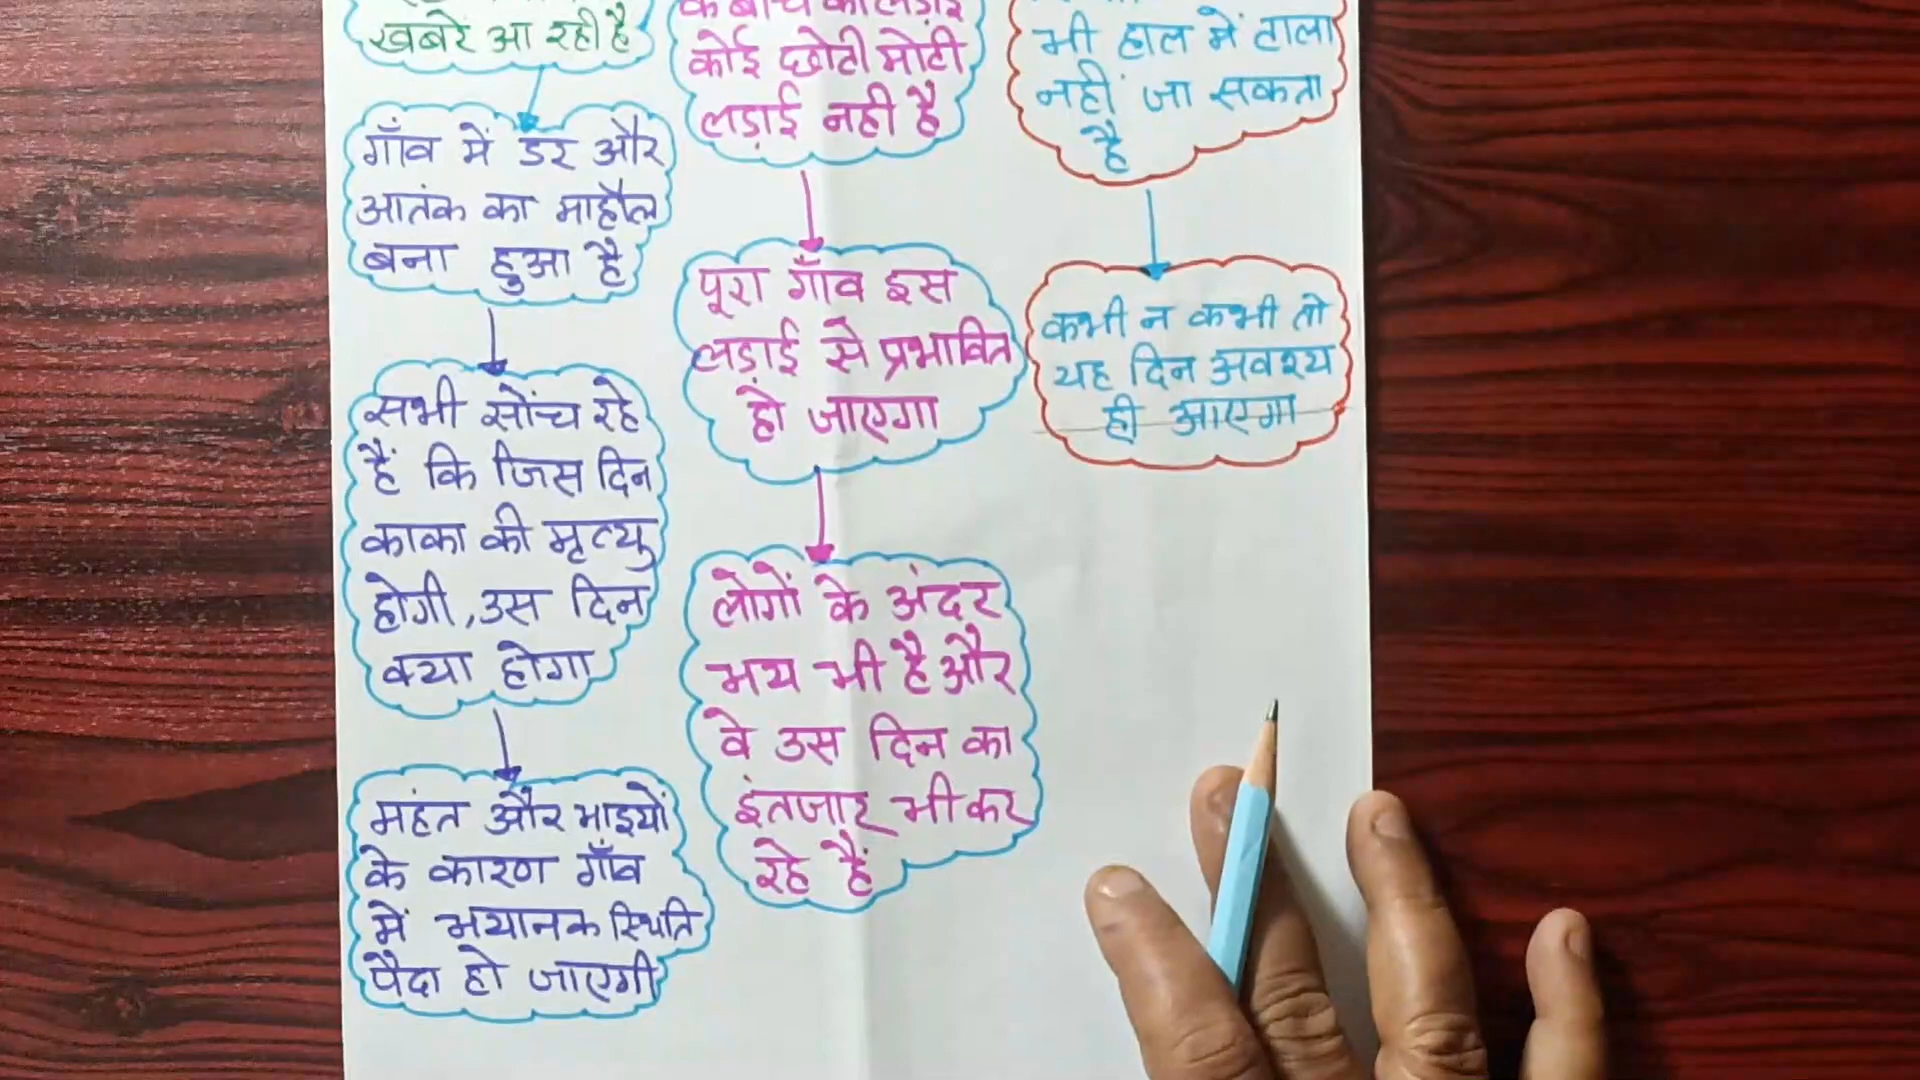 खबरें आ रही है
गाँव में डर और
आतंक का माहौल
बना हुआ है
सभी सोंच रहे
हैं कि जिस दिन
काका की मृत्यु
होगी, उस दिन
क्या होगा
महंत और भाइयों
के कारण गाँव
में भयानक स्थिति
पैदा हो जाएगी
के बीच की लड़ाई
कोई छोटी मोटी
लड़ाई नही है
पूरा गाँव इस
लड़ाई से प्रभावित
हो जाएगा
लोगों के अंदर
भय भी है और
वे उस दिन का
इंतजार भी कर
रहे हैं
भी हाल में टाला
नहीं जा सकता
है
कभी न कभी तो
यह दिन अवश्य
ही आएगा